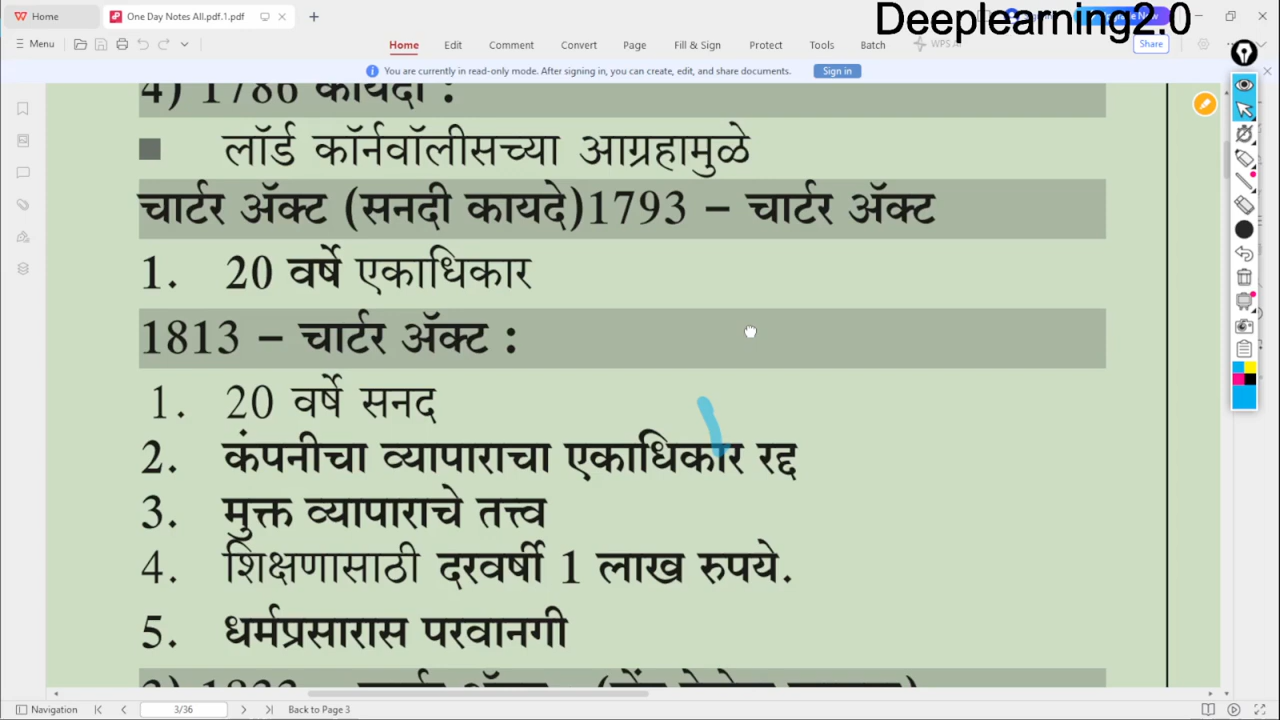 Home
One Day Notes All.pdf.1.pdf
Deeplearning2.0
Menu
Home Edit Comment Convert Page Fill & Sign Protect Tools Batch WPS AI
Share
You are currently in read-only mode. After signing in, you can create, edit, and share documents.
Sign in
4) 1786 कायदा :
लॉर्ड कॉर्नवॉलीसच्या आग्रहामुळे
चार्टर ॲक्ट (सनदी कायदे)1793 – चार्टर ॲक्ट
1. 20 वर्षे एकाधिकार
1813 – चार्टर ॲक्ट :
1. 20 वर्षे सनद
2. कंपनीचा व्यापाराचा एकाधिकार रद्द
3. मुक्त व्यापाराचे तत्त्व
4. शिक्षणासाठी दरवर्षी 1 लाख रुपये.
5. धर्मप्रसारास परवानगी
Navigation
3/36
Back to Page 3